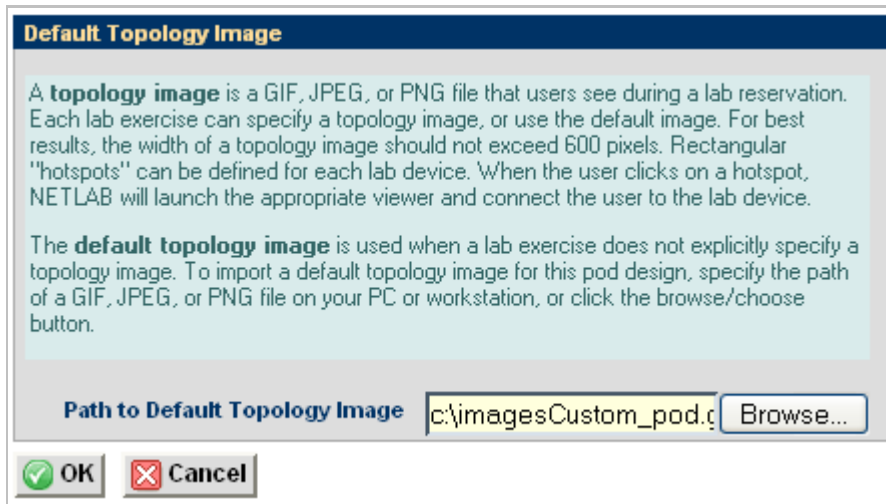 Default Topology Image
A topology image is a GIF, JPEG, or PNG file that users see during a lab reservation.
Each lab exercise can specify a topology image, or use the default image. For best
results, the width of a topology image should not exceed 600 pixels. Rectangular
"hotspots" can be defined for each lab device. When the user clicks on a hotspot,
NETLAB will launch the appropriate viewer and connect the user to the lab device.
The default topology image is used when a lab exercise does not explicitly specify a
topology image. To import a default topology image for this pod design, specify the path
of a GIF, JPEG, or PNG file on your PC or workstation, or click the browse/choose
button.
Path to Default Topology Image c:\imagesCustom_pod.g Browse...
OK Cancel